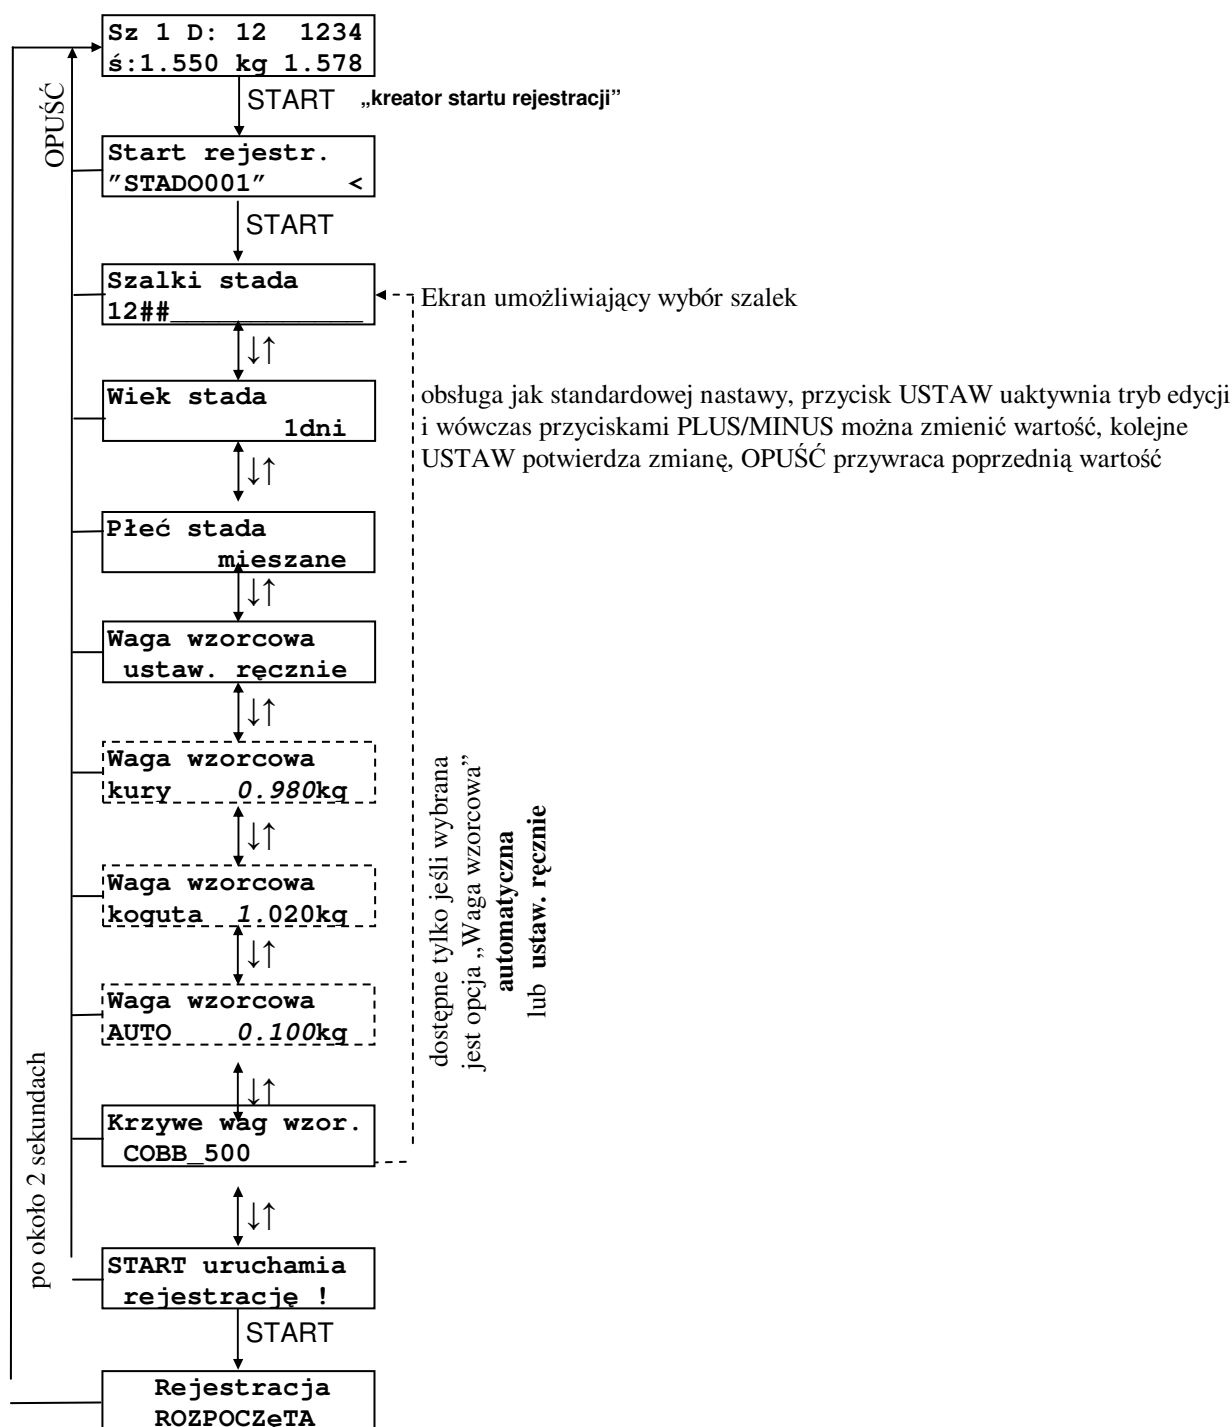 Sz 1 D: 12 1234
ś:1.550 kg 1.578
START „kreator startu rejestracji”
OPUŚĆ
Start rejestr.
”STADO001” <
START
Szalki stada
12##_____________
Ekran umożliwiający wybór szalek
↓↑
Wiek stada
1dni
obsługa jak standardowej nastawy, przycisk USTAW uaktywnia tryb edycji
i wówczas przyciskami PLUS/MINUS można zmienić wartość, kolejne
USTAW potwierdza zmianę, OPUŚĆ przywraca poprzednią wartość
↓↑
Płeć stada
mieszane
↓↑
Waga wzorcowa
ustaw. ręcznie
↓↑
Waga wzorcowa
kury 0.980kg
↓↑
Waga wzorcowa
koguta 1.020kg
↓↑
Waga wzorcowa
AUTO 0.100kg
dostępne tylko jeśli wybrana
jest opcja „Waga wzorcowa”
automatyczna
lub ustaw. ręcznie
↓↑
Krzywe wag wzor.
COBB_500
↓↑
po około 2 sekundach
START uruchamia
rejestrację !
START
Rejestracja
ROZPOCZęTA